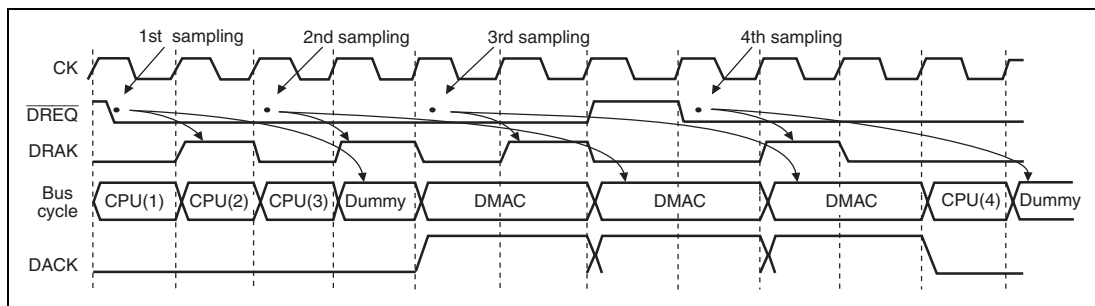 1st sampling 2nd sampling 3rd sampling 4th sampling
CK
DREQ
DRAK
Bus cycle CPU(1) CPU(2) CPU(3) Dummy DMAC DMAC DMAC CPU(4) Dummy
DACK